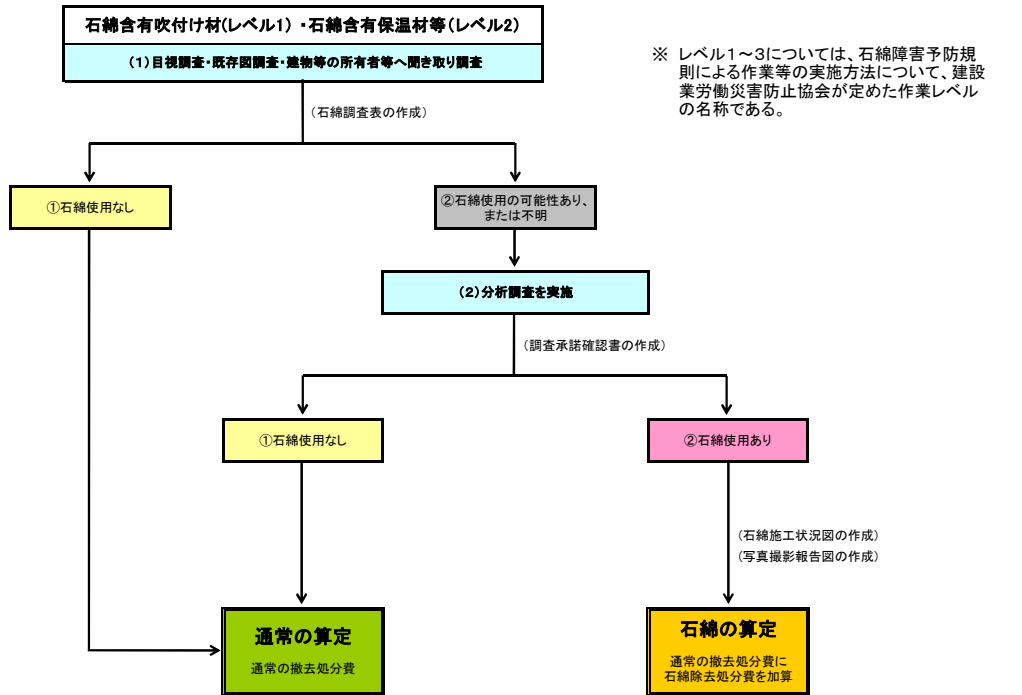 石綿含有吹付け材(レベル1)・石綿含有保温材等(レベル2)
(1)目視調査・既存図調査・建物等の所有者等へ聞き取り調査
※ レベル1～3については、石綿障害予防規
則による作業等の実施方法について、建設
業労働災害防止協会が定めた作業レベル
の名称である。
(石綿調査表の作成)
①石綿使用なし
②石綿使用の可能性あり、
または不明
(2)分析調査を実施
(調査承諾確認書の作成)
①石綿使用なし
②石綿使用あり
(石綿施工状況図の作成)
(写真撮影報告図の作成)
通常の算定
通常の撤去処分費
石綿の算定
通常の撤去処分費に
石綿除去処分費を加算